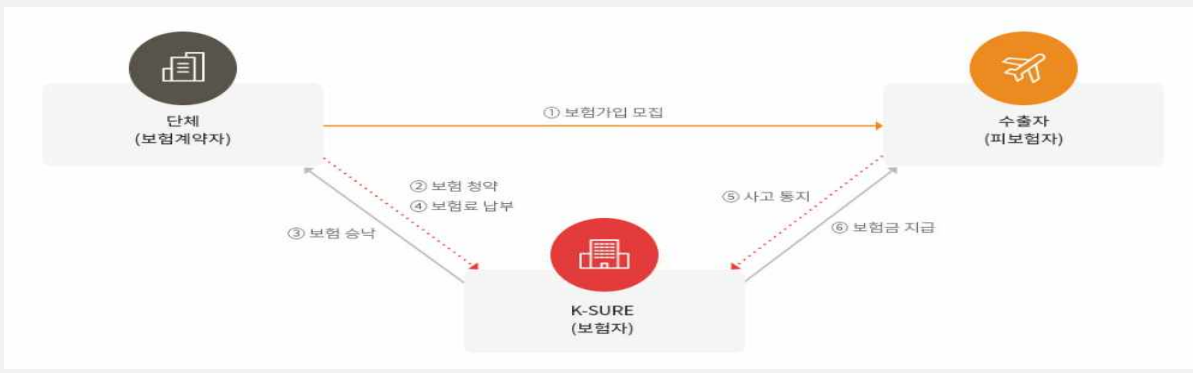 ① 보험가입 모집
단체
(보험계약자)
수출자
(피보험자)
② 보험 청약
④ 보험료 납부
③ 보험 승낙
⑤ 사고 통지
⑥ 보험금 지급
K-SURE
(보험자)